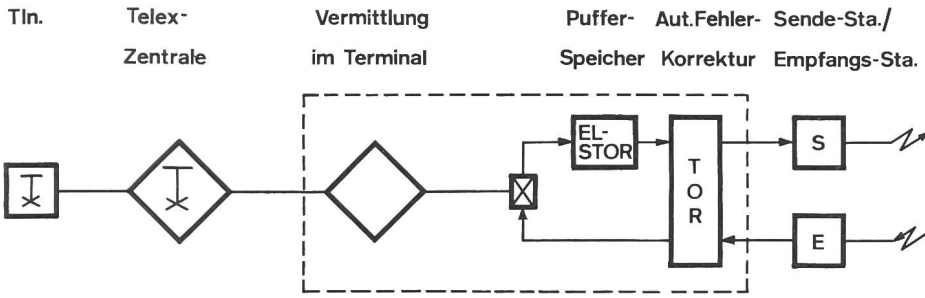 Tln.
Telex-
Zentrale
Vermittlung
im Terminal
Puffer-
Speicher
Aut.Fehler-
Korrektur
Sende-Sta./
Empfangs-Sta.
EL-
STOR
T
O
R
S
E